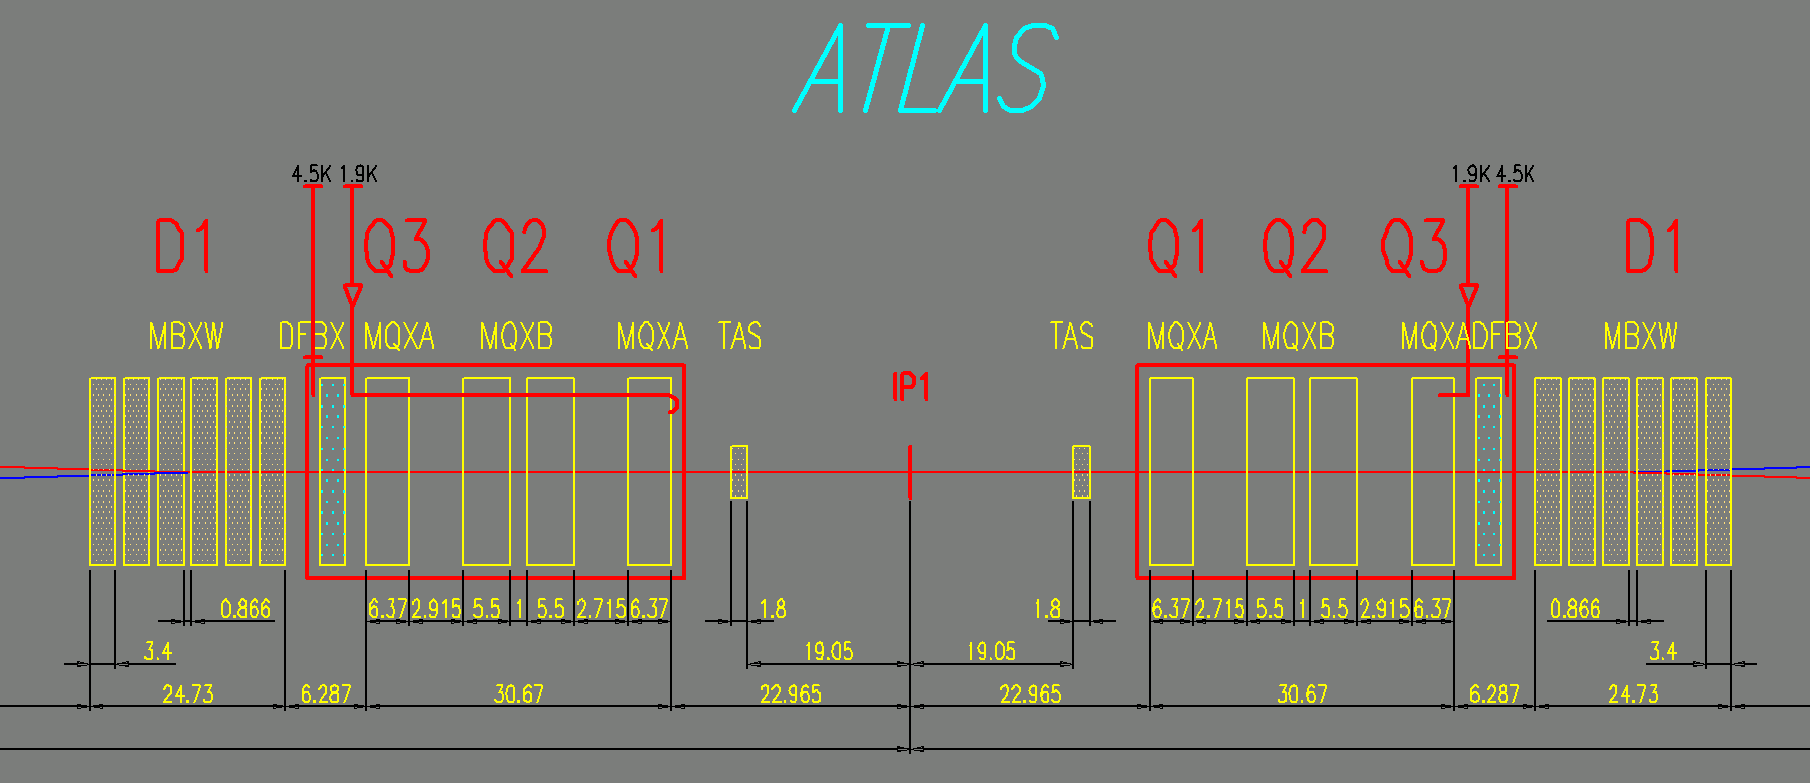 ATLAS
4.5K 1.9K 1.9K 4.5K
D1 Q3 Q2 Q1 Q1 Q2 Q3 D1
MBXW DFBX MQXA MQXB MQXA TAS TAS MQXA MQXB MQXA DFBX MBXW
IP1
0.866 6.37 2.915 5.5 1 5.5 2.715 6.37 1.8 1.8 6.37 2.715 5.5 1 5.5 2.915 6.37 0.866
3.4 19.05 19.05 3.4
24.73 6.287 30.67 22.965 22.965 30.67 6.287 24.73